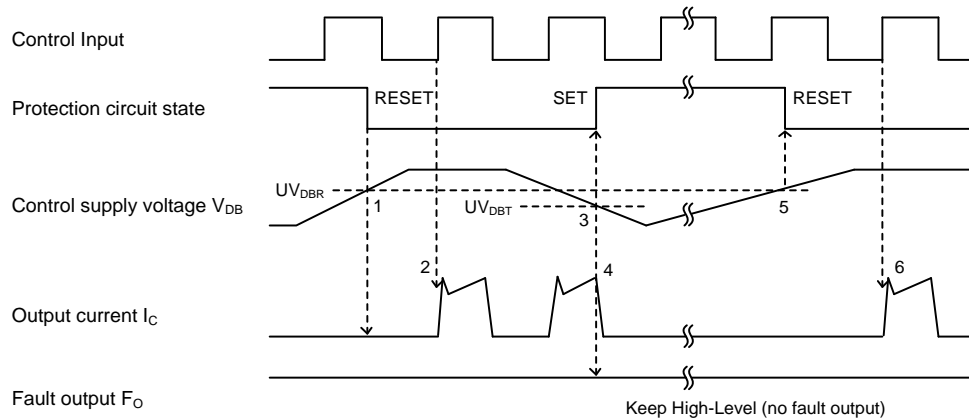 Control Input
Protection circuit state
RESET
SET
RESET
Control supply voltage VDB
UVDBR
UVDBT
1
3
5
Output current IC
2
4
6
Fault output FO
Keep High-Level (no fault output)